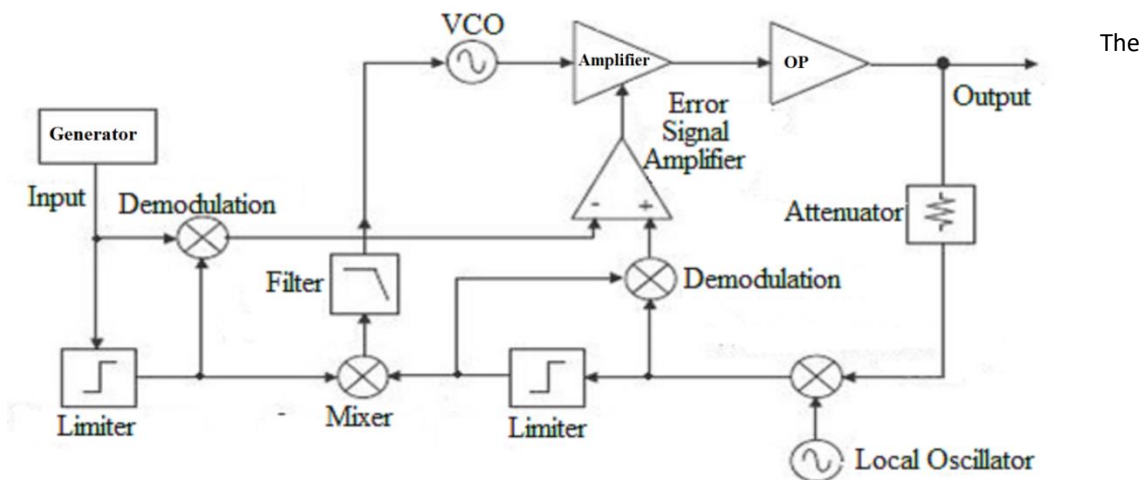 The
VCO
Amplifier
OP
Output
Error
Signal
Amplifier
Generator
Input
Demodulation
Attenuator
- +
Filter
Demodulation
Limiter
Mixer
Limiter
Local Oscillator